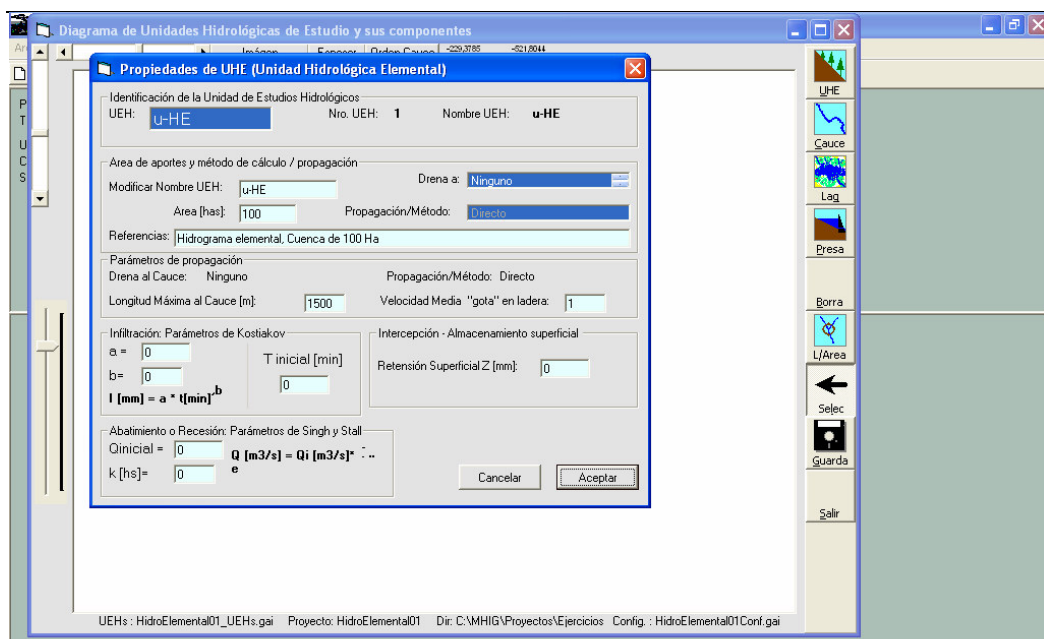 Diagrama de Unidades Hidrológicas de Estudio y sus componentes
Imágen Espesor Orden Cauce -229,3785 -521,8044
Propiedades de UHE (Unidad Hidrológica Elemental)
Identificación de la Unidad de Estudios Hidrológicos
UEH: u-HE Nro. UEH: 1 Nombre UEH: u-HE
Area de aportes y método de cálculo / propagación
Modificar Nombre UEH: u-HE Drena a: Ninguno
Area [has]: 100 Propagación/Método: Directo
Referencias: Hidrograma elemental, Cuenca de 100 Ha
Parámetros de propagación
Drena al Cauce: Ninguno Propagación/Método: Directo
Longitud Máxima al Cauce [m]: 1500 Velocidad Media "gota" en ladera: 1
Infiltración: Parámetros de Kostiakov
a = 0
b= 0
I [mm] = a * t[min]^b
T inicial [min]
0
Intercepción - Almacenamiento superficial
Retensión Superficial Z [mm]: 0
Abatimiento o Recesión: Parámetros de Singh y Stall
Qinicial = 0
Q [m3/s] = Qi [m3/s]*
e
k [hs]= 0
Cancelar Aceptar
UHE
Cauce
Lag
Presa
Borra
L/Area
Selec
Guarda
Salir
P
T
U
C
S
UEHs : HidroElemental01_UEHs.gai Proyecto: HidroElemental01 Dir: C:\MHIG\Proyectos\Ejercicios Config. : HidroElemental01Conf.gai